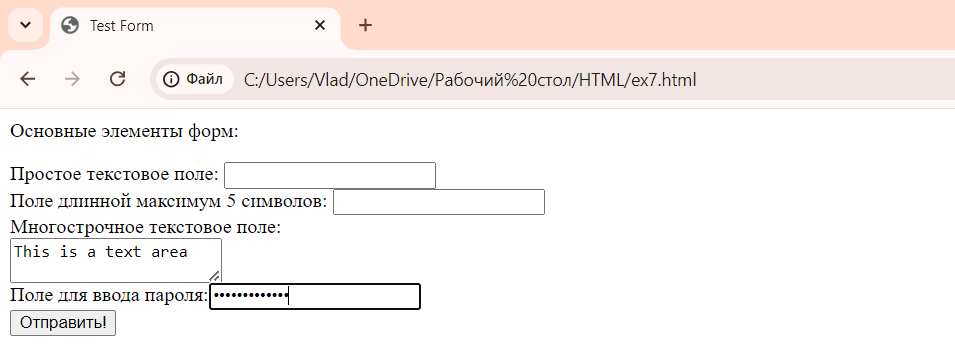 Test Form
Файл C:/Users/Vlad/OneDrive/Рабочий%20стол/HTML/ex7.html
Основные элементы форм:
Простое текстовое поле:
Поле длинной максимум 5 символов:
Многострочное текстовое поле:
This is a text area
Поле для ввода пароля: •••••••••••••
Отправить!